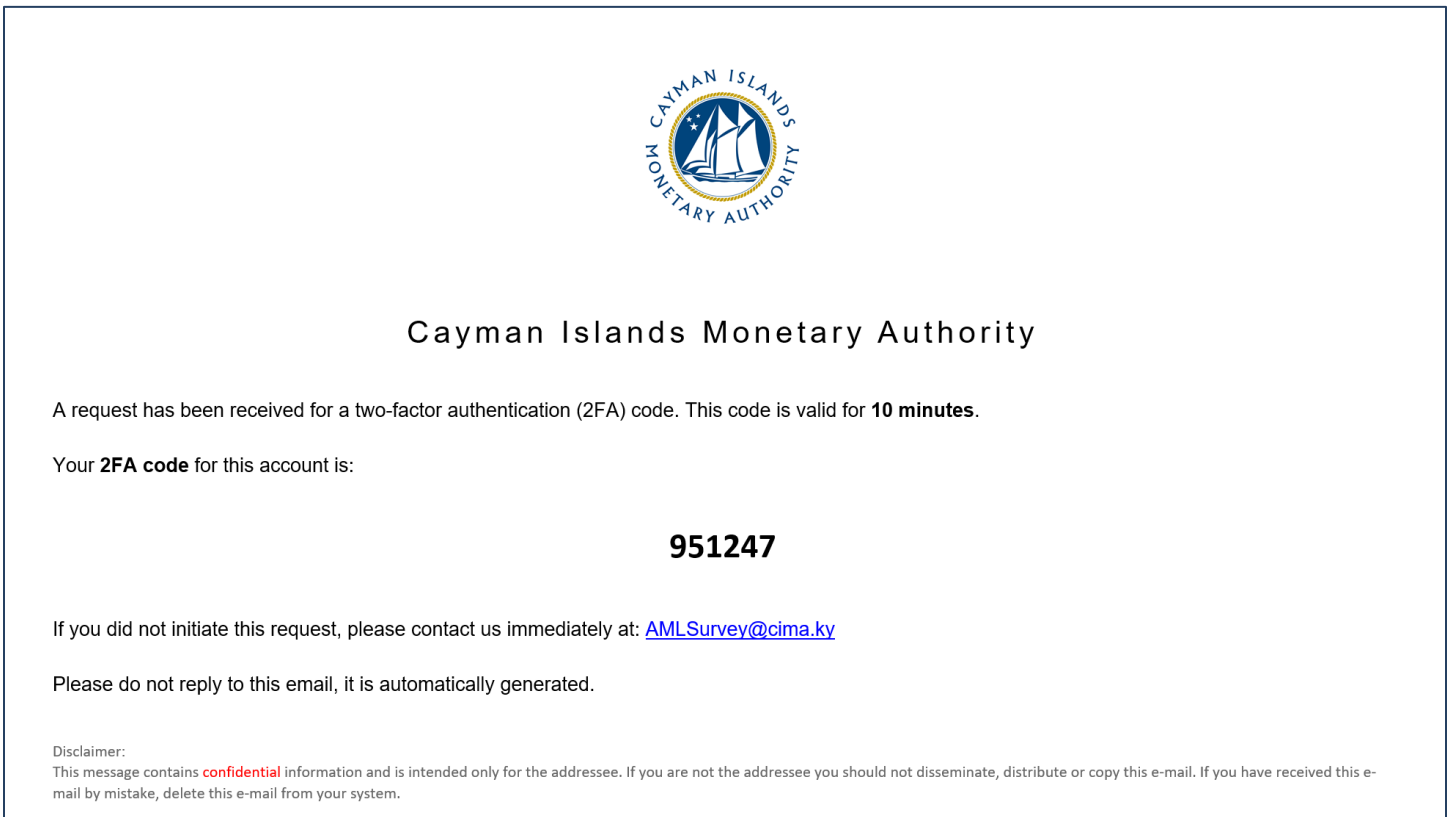 CAYMAN ISLANDS
MONETARY AUTHORITY
Cayman Islands Monetary Authority
A request has been received for a two-factor authentication (2FA) code. This code is valid for 10 minutes.
Your 2FA code for this account is:
951247
If you did not initiate this request, please contact us immediately at: AMLSurvey@cima.ky
Please do not reply to this email, it is automatically generated.
Disclaimer:
This message contains confidential information and is intended only for the addressee. If you are not the addressee you should not disseminate, distribute or copy this e-mail. If you have received this e-
mail by mistake, delete this e-mail from your system.